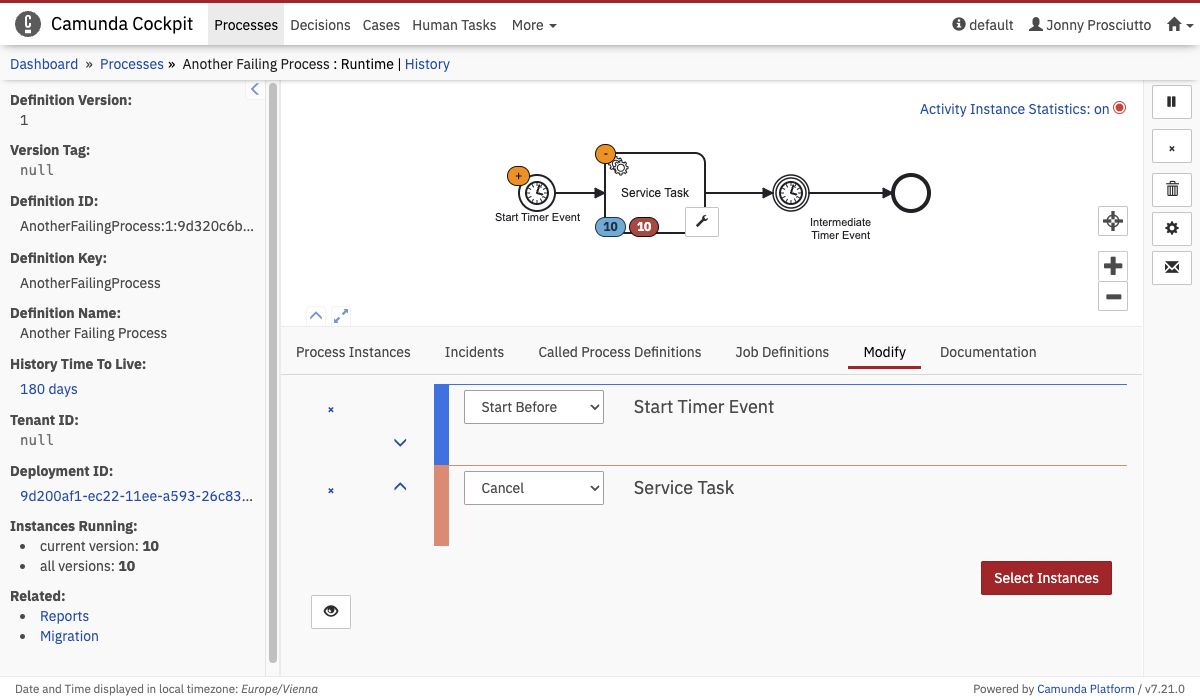 Camunda Cockpit Processes Decisions Cases Human Tasks More default Jonny Prosciutto
Dashboard » Processes » Another Failing Process : Runtime | History
Definition Version:
1
Version Tag:
null
Definition ID:
AnotherFailingProcess:1:9d320c6b...
Definition Key:
AnotherFailingProcess
Definition Name:
Another Failing Process
History Time To Live:
180 days
Tenant ID:
null
Deployment ID:
9d200af1-ec22-11ee-a593-26c83...
Instances Running:
current version: 10
all versions: 10
Related:
Reports
Migration
Activity Instance Statistics: on
+
-
Start Timer Event
Service Task
10 10
Intermediate
Timer Event
Process Instances Incidents Called Process Definitions Job Definitions Modify Documentation
Start Before Start Timer Event
Cancel Service Task
Select Instances
Date and Time displayed in local timezone: Europe/Vienna
Powered by Camunda Platform / v7.21.0